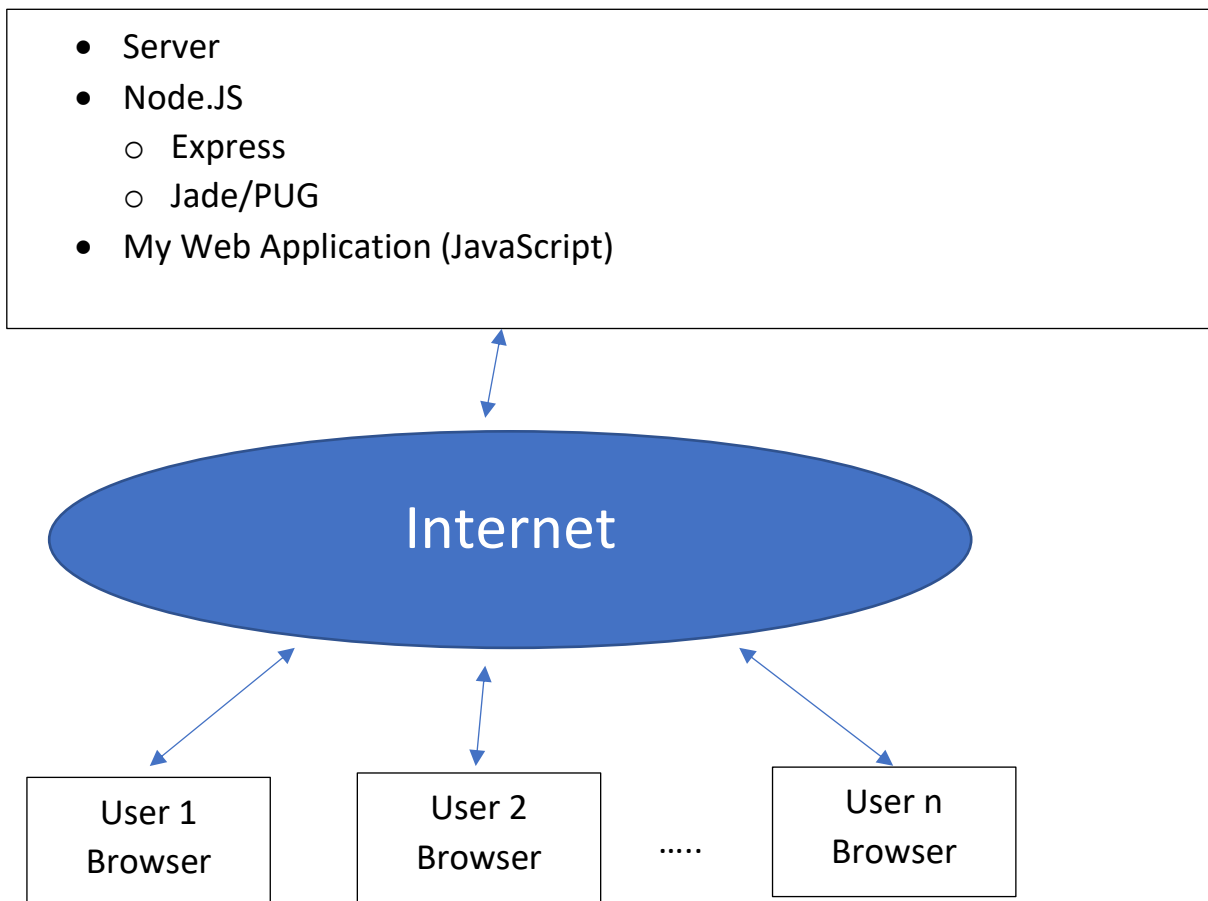 • Server
• Node.JS
o Express
o Jade/PUG
• My Web Application (JavaScript)
Internet
User 1
Browser
User 2
Browser
.....
User n
Browser